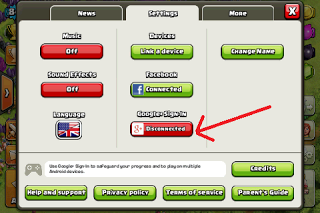 News Settings More
Music Devices
Off Link a device Change Name
Sound Effects Facebook
Off Connected
Language Google+ Sign-In
Disconnected
Use Google+ Sign-In to safeguard your progress and to play on multiple
Android devices.
Credits
Help and support Privacy policy Terms of service Parent's Guide